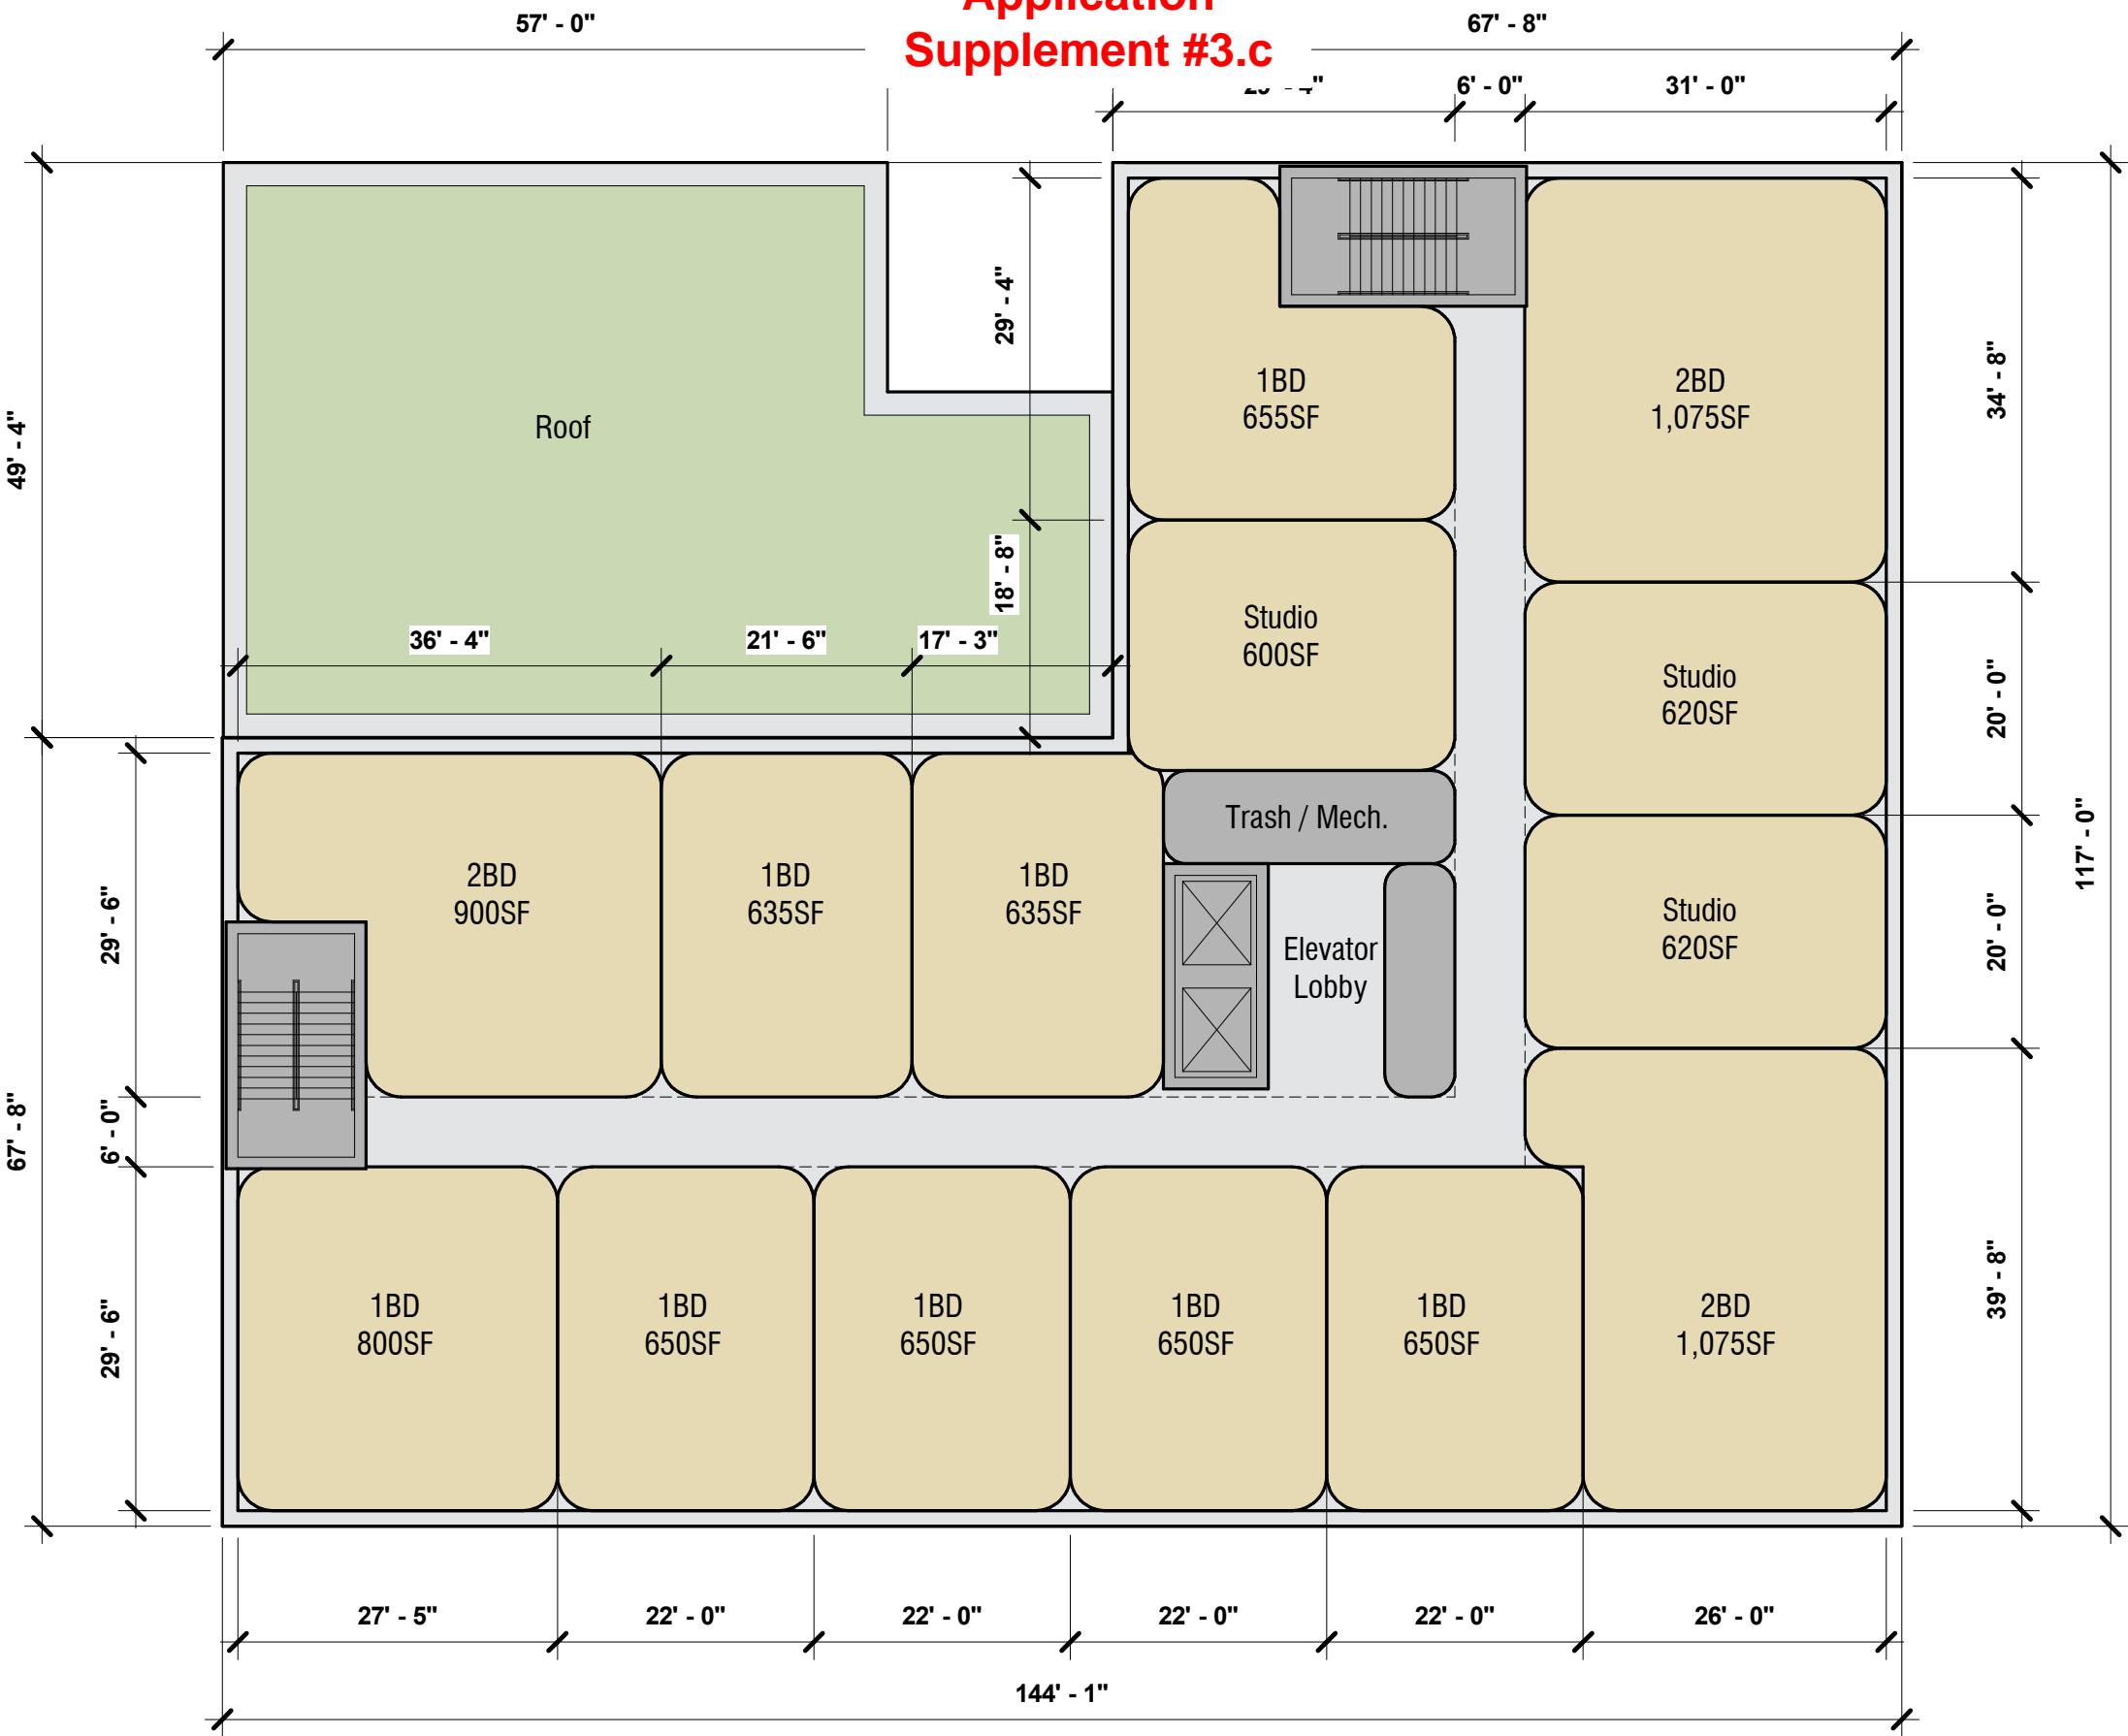 Application
Supplement #3.c
57' - 0"
67' - 8"
6' - 0"
31' - 0"
49' - 4"
29' - 4"
18' - 8"
34' - 8"
Roof
1BD
655SF
2BD
1,075SF
36' - 4"
21' - 6"
17' - 3"
Studio
600SF
Studio
620SF
20' - 0"
117' - 0"
Trash / Mech.
2BD
900SF
1BD
635SF
1BD
635SF
Elevator
Lobby
Studio
620SF
20' - 0"
29' - 6"
67' - 8"
6' - 0"
29' - 6"
39' - 8"
1BD
800SF
1BD
650SF
1BD
650SF
1BD
650SF
1BD
650SF
2BD
1,075SF
27' - 5"
22' - 0"
22' - 0"
22' - 0"
22' - 0"
26' - 0"
144' - 1"